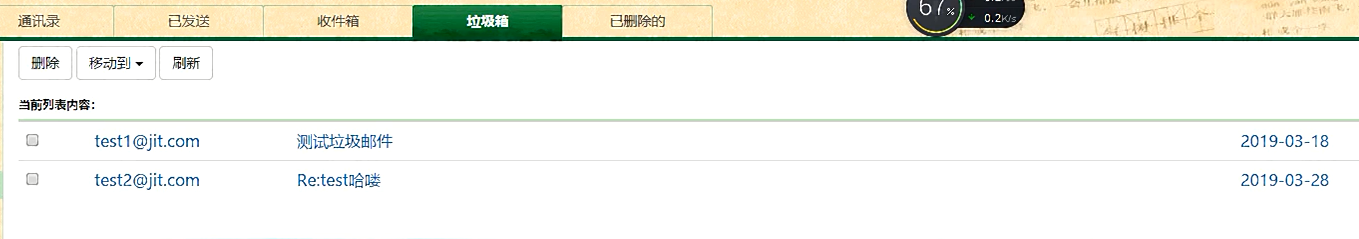 通讯录 已发送 收件箱 垃圾箱 已删除的
67%
0.2K/s
删除 移动到 刷新
当前列表内容：
test1@jit.com 测试垃圾邮件 2019-03-18
test2@jit.com Re:test哈喽 2019-03-28